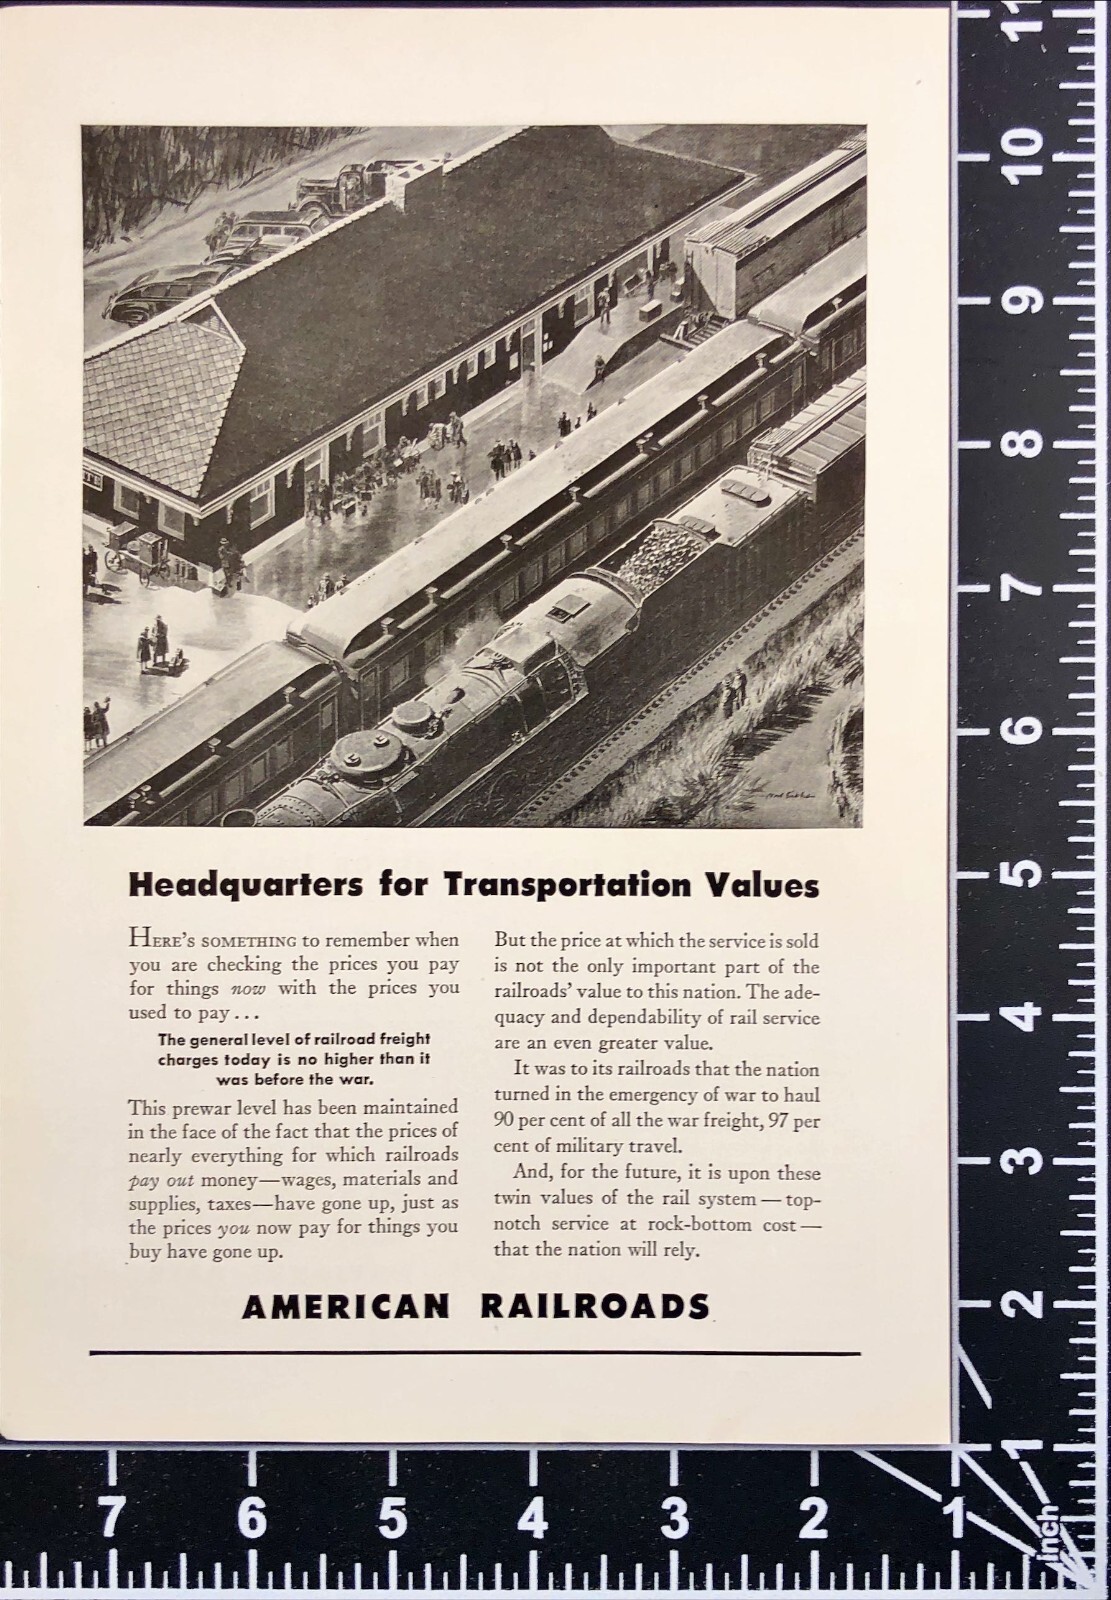 11
10
9
8
7
6
5
4
3
2
1
TE
Headquarters for Transportation Values
HERE'S SOMETHING to remember when
you are checking the prices you pay
for things now with the prices you
used to pay...
The general level of railroad freight
charges today is no higher than it
was before the war.
This prewar level has been maintained
in the face of the fact that the prices of
nearly everything for which railroads
pay out money—wages, materials and
supplies, taxes—have gone up, just as
the prices you now pay for things you
buy have gone up.
But the price at which the service is sold
is not the only important part of the
railroads' value to this nation. The ade-
quacy and dependability of rail service
are an even greater value.
It was to its railroads that the nation
turned in the emergency of war to haul
90 per cent of all the war freight, 97 per
cent of military travel.
And, for the future, it is upon these
twin values of the rail system — top-
notch service at rock-bottom cost —
that the nation will rely.
AMERICAN RAILROADS
7 6 5 4 3 2 1
inch